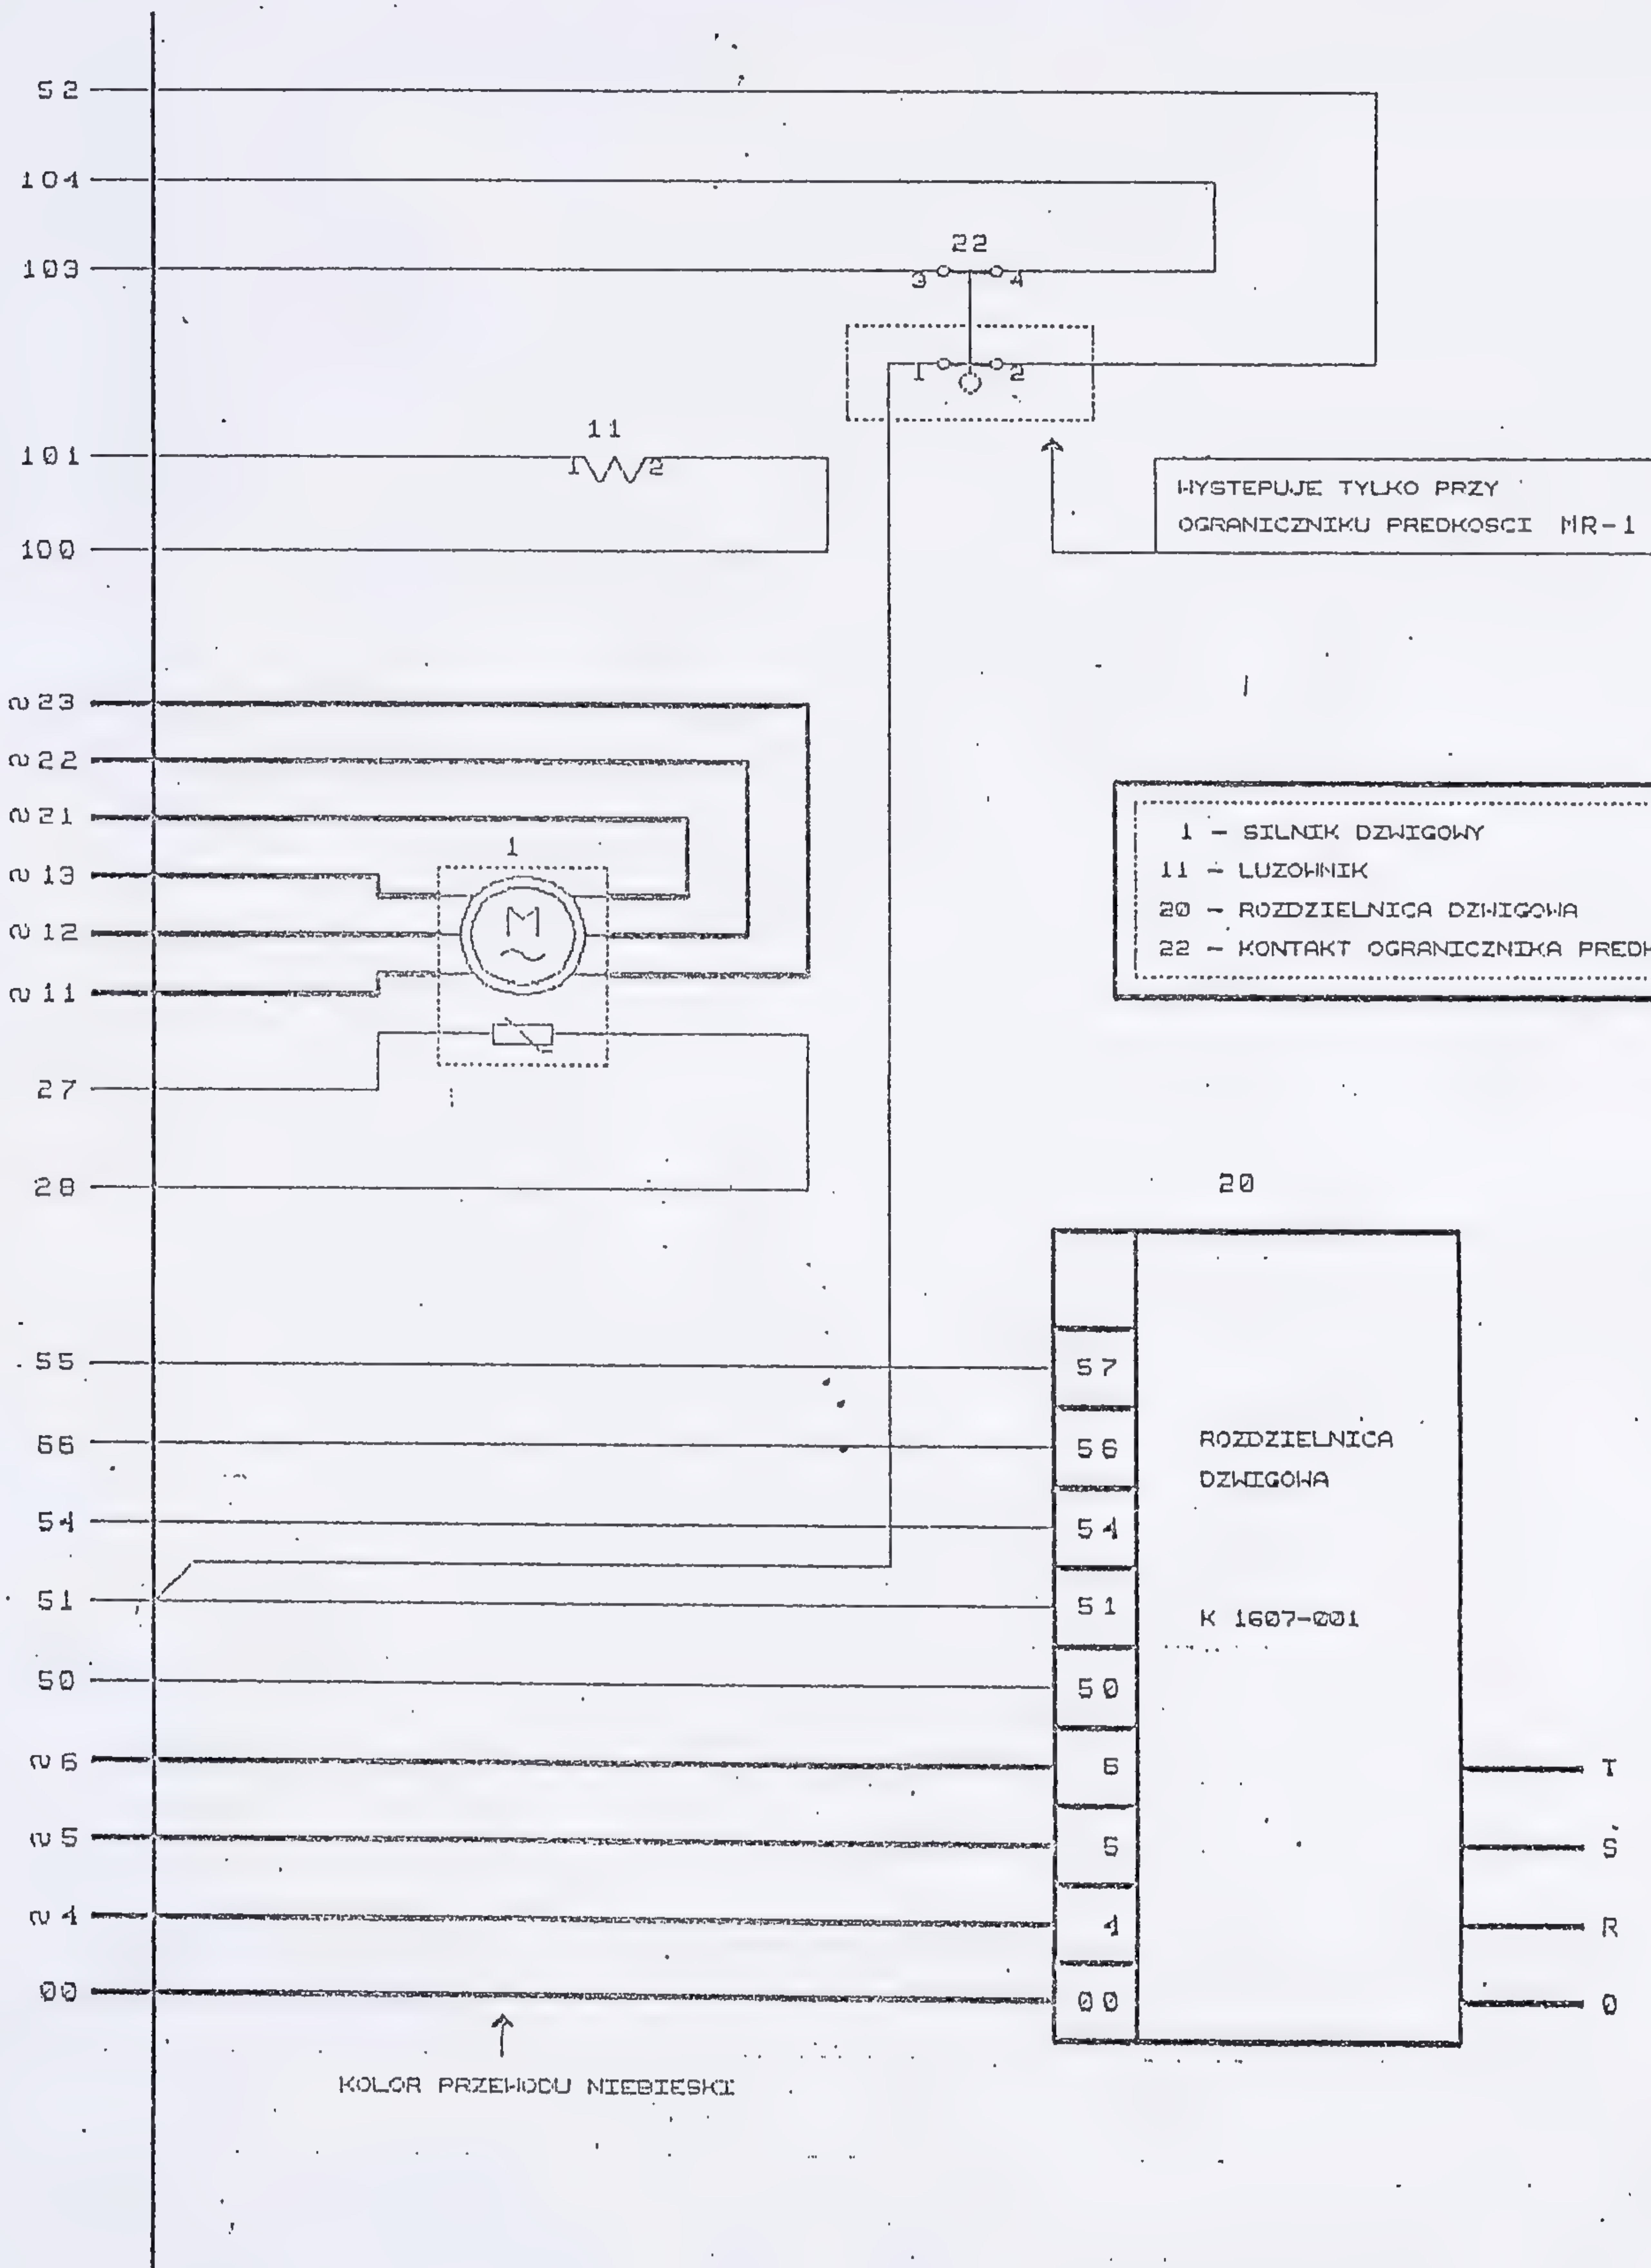 52
104
22
103
3 4
1 2
11
101
1 2
WYSTEPUJE TYLKO PRZY
OGRANICZNIKU PREDKOSCI MR-1
100
~ 23
~ 22
~ 21
1
~ 13
M
~
~ 12
~ 11
1 - SILNIK DZWIGOWY
11 - LUZOWNIK
20 - ROZDZIELNICA DZWIGOWA
22 - KONTAKT OGRANICZNIKA PREDK
27
28
20
55 57
56
ROZDZIELNICA
DZWIGOWA
54 54
51 51
K 1607-001
50 50
~ 6 6 T
~ 5 5 S
~ 4 4 R
00 00 0
KOLOR PRZEWODU NIEBIESKI